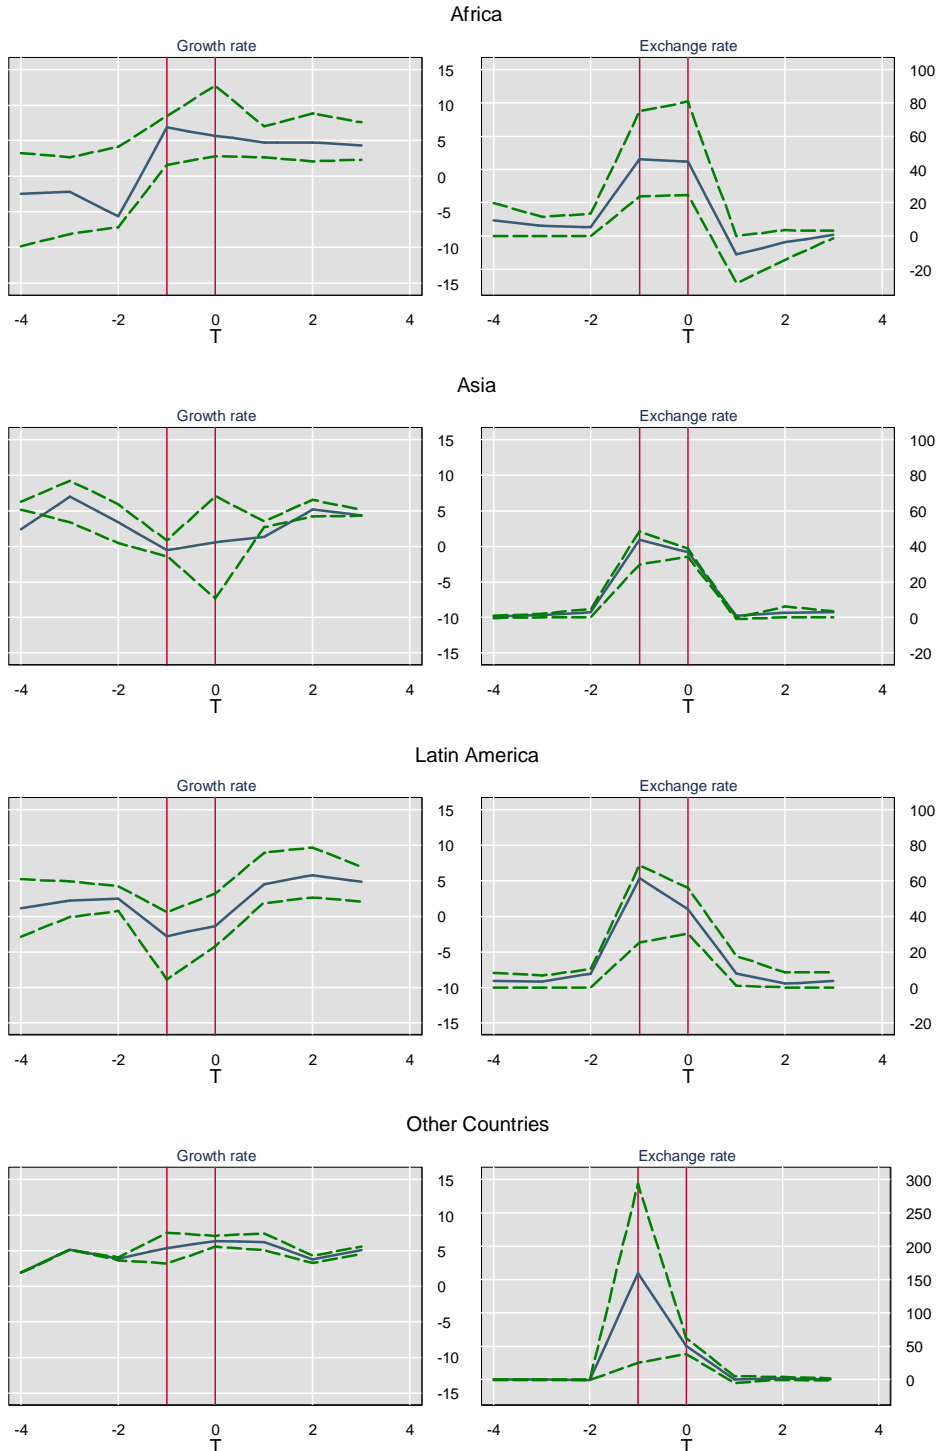 Africa
Growth rate
Exchange rate
15
10
5
0
-5
-10
-15
100
80
60
40
20
0
-20
-4 -2 0 2 4
T
-4 -2 0 2 4
T
Asia
Growth rate
Exchange rate
15
10
5
0
-5
-10
-15
100
80
60
40
20
0
-20
-4 -2 0 2 4
T
-4 -2 0 2 4
T
Latin America
Growth rate
Exchange rate
15
10
5
0
-5
-10
-15
100
80
60
40
20
0
-20
-4 -2 0 2 4
T
-4 -2 0 2 4
T
Other Countries
Growth rate
Exchange rate
15
10
5
0
-5
-10
-15
300
250
200
150
100
50
0
-4 -2 0 2 4
T
-4 -2 0 2 4
T